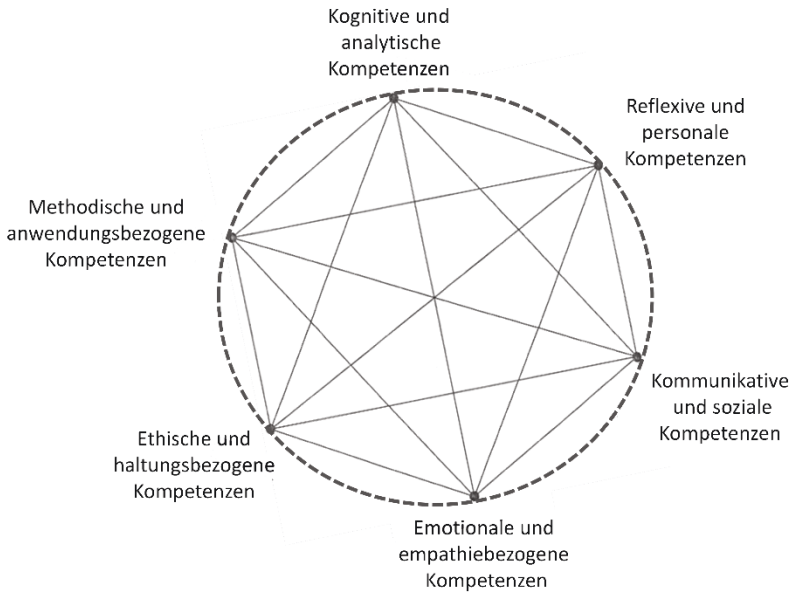 Kognitive und
analytische
Kompetenzen
Reflexive und
personale
Kompetenzen
Methodische und
anwendungsbezogene
Kompetenzen
Kommunikative
und soziale
Kompetenzen
Ethische und
haltungsbezogene
Kompetenzen
Emotionale und
empathiebezogene
Kompetenzen